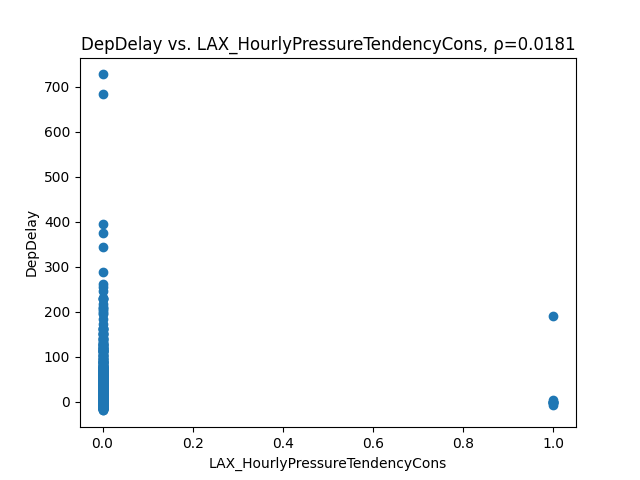 DepDelay vs. LAX_HourlyPressureTendencyCons, ρ=0.0181
700
600
500
400
300
200
100
0
DepDelay
0.0 0.2 0.4 0.6 0.8 1.0
LAX_HourlyPressureTendencyCons